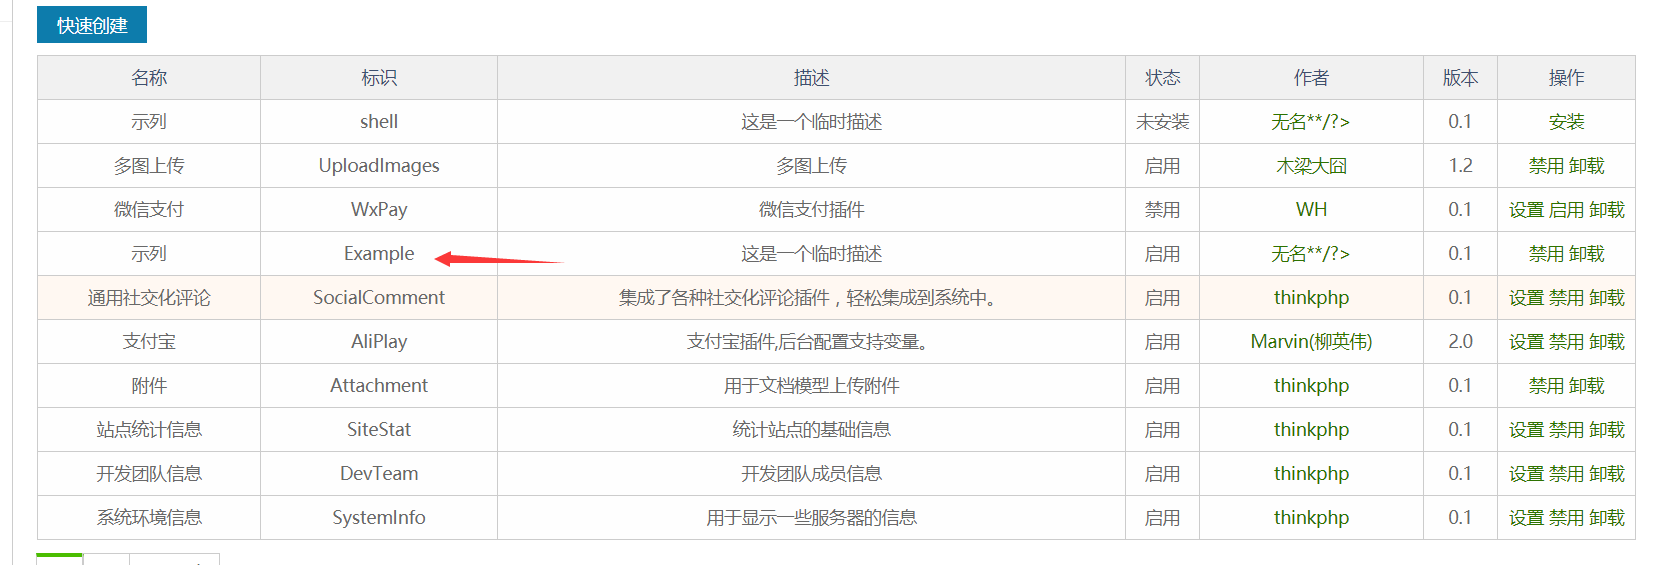 快速创建
名称 标识 描述 状态 作者 版本 操作
示列 shell 这是一个临时描述 未安装 无名**/?> 0.1 安装
多图上传 UploadImages 多图上传 启用 木梁大囧 1.2 禁用 卸载
微信支付 WxPay 微信支付插件 禁用 WH 0.1 设置 启用 卸载
示列 Example 这是一个临时描述 启用 无名**/?> 0.1 禁用 卸载
通用社交化评论 SocialComment 集成了各种社交化评论插件，轻松集成到系统中。 启用 thinkphp 0.1 设置 禁用 卸载
支付宝 AliPlay 支付宝插件,后台配置支持变量。 启用 Marvin(柳英伟) 2.0 设置 禁用 卸载
附件 Attachment 用于文档模型上传附件 启用 thinkphp 0.1 禁用 卸载
站点统计信息 SiteStat 统计站点的基础信息 启用 thinkphp 0.1 设置 禁用 卸载
开发团队信息 DevTeam 开发团队成员信息 启用 thinkphp 0.1 设置 禁用 卸载
系统环境信息 SystemInfo 用于显示一些服务器的信息 启用 thinkphp 0.1 设置 禁用 卸载